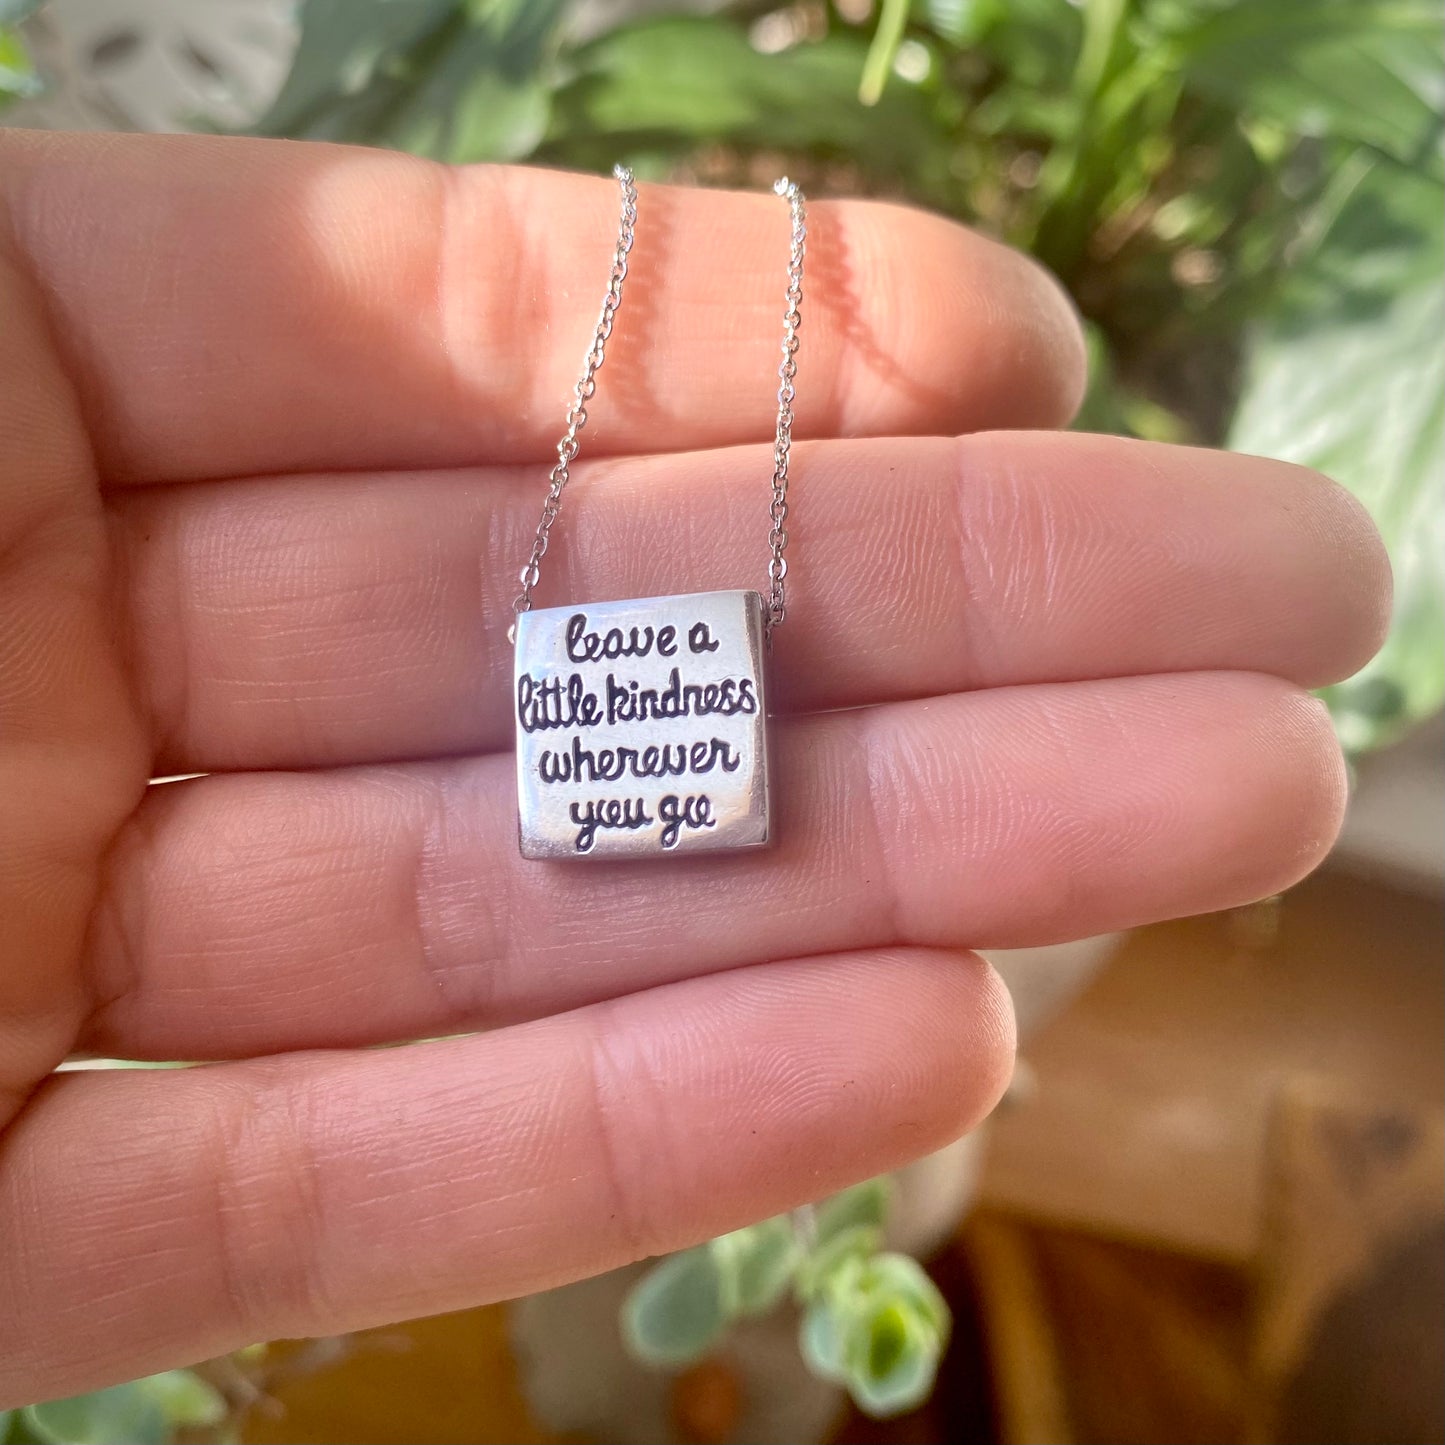 leave a
little kindness
wherever
you go